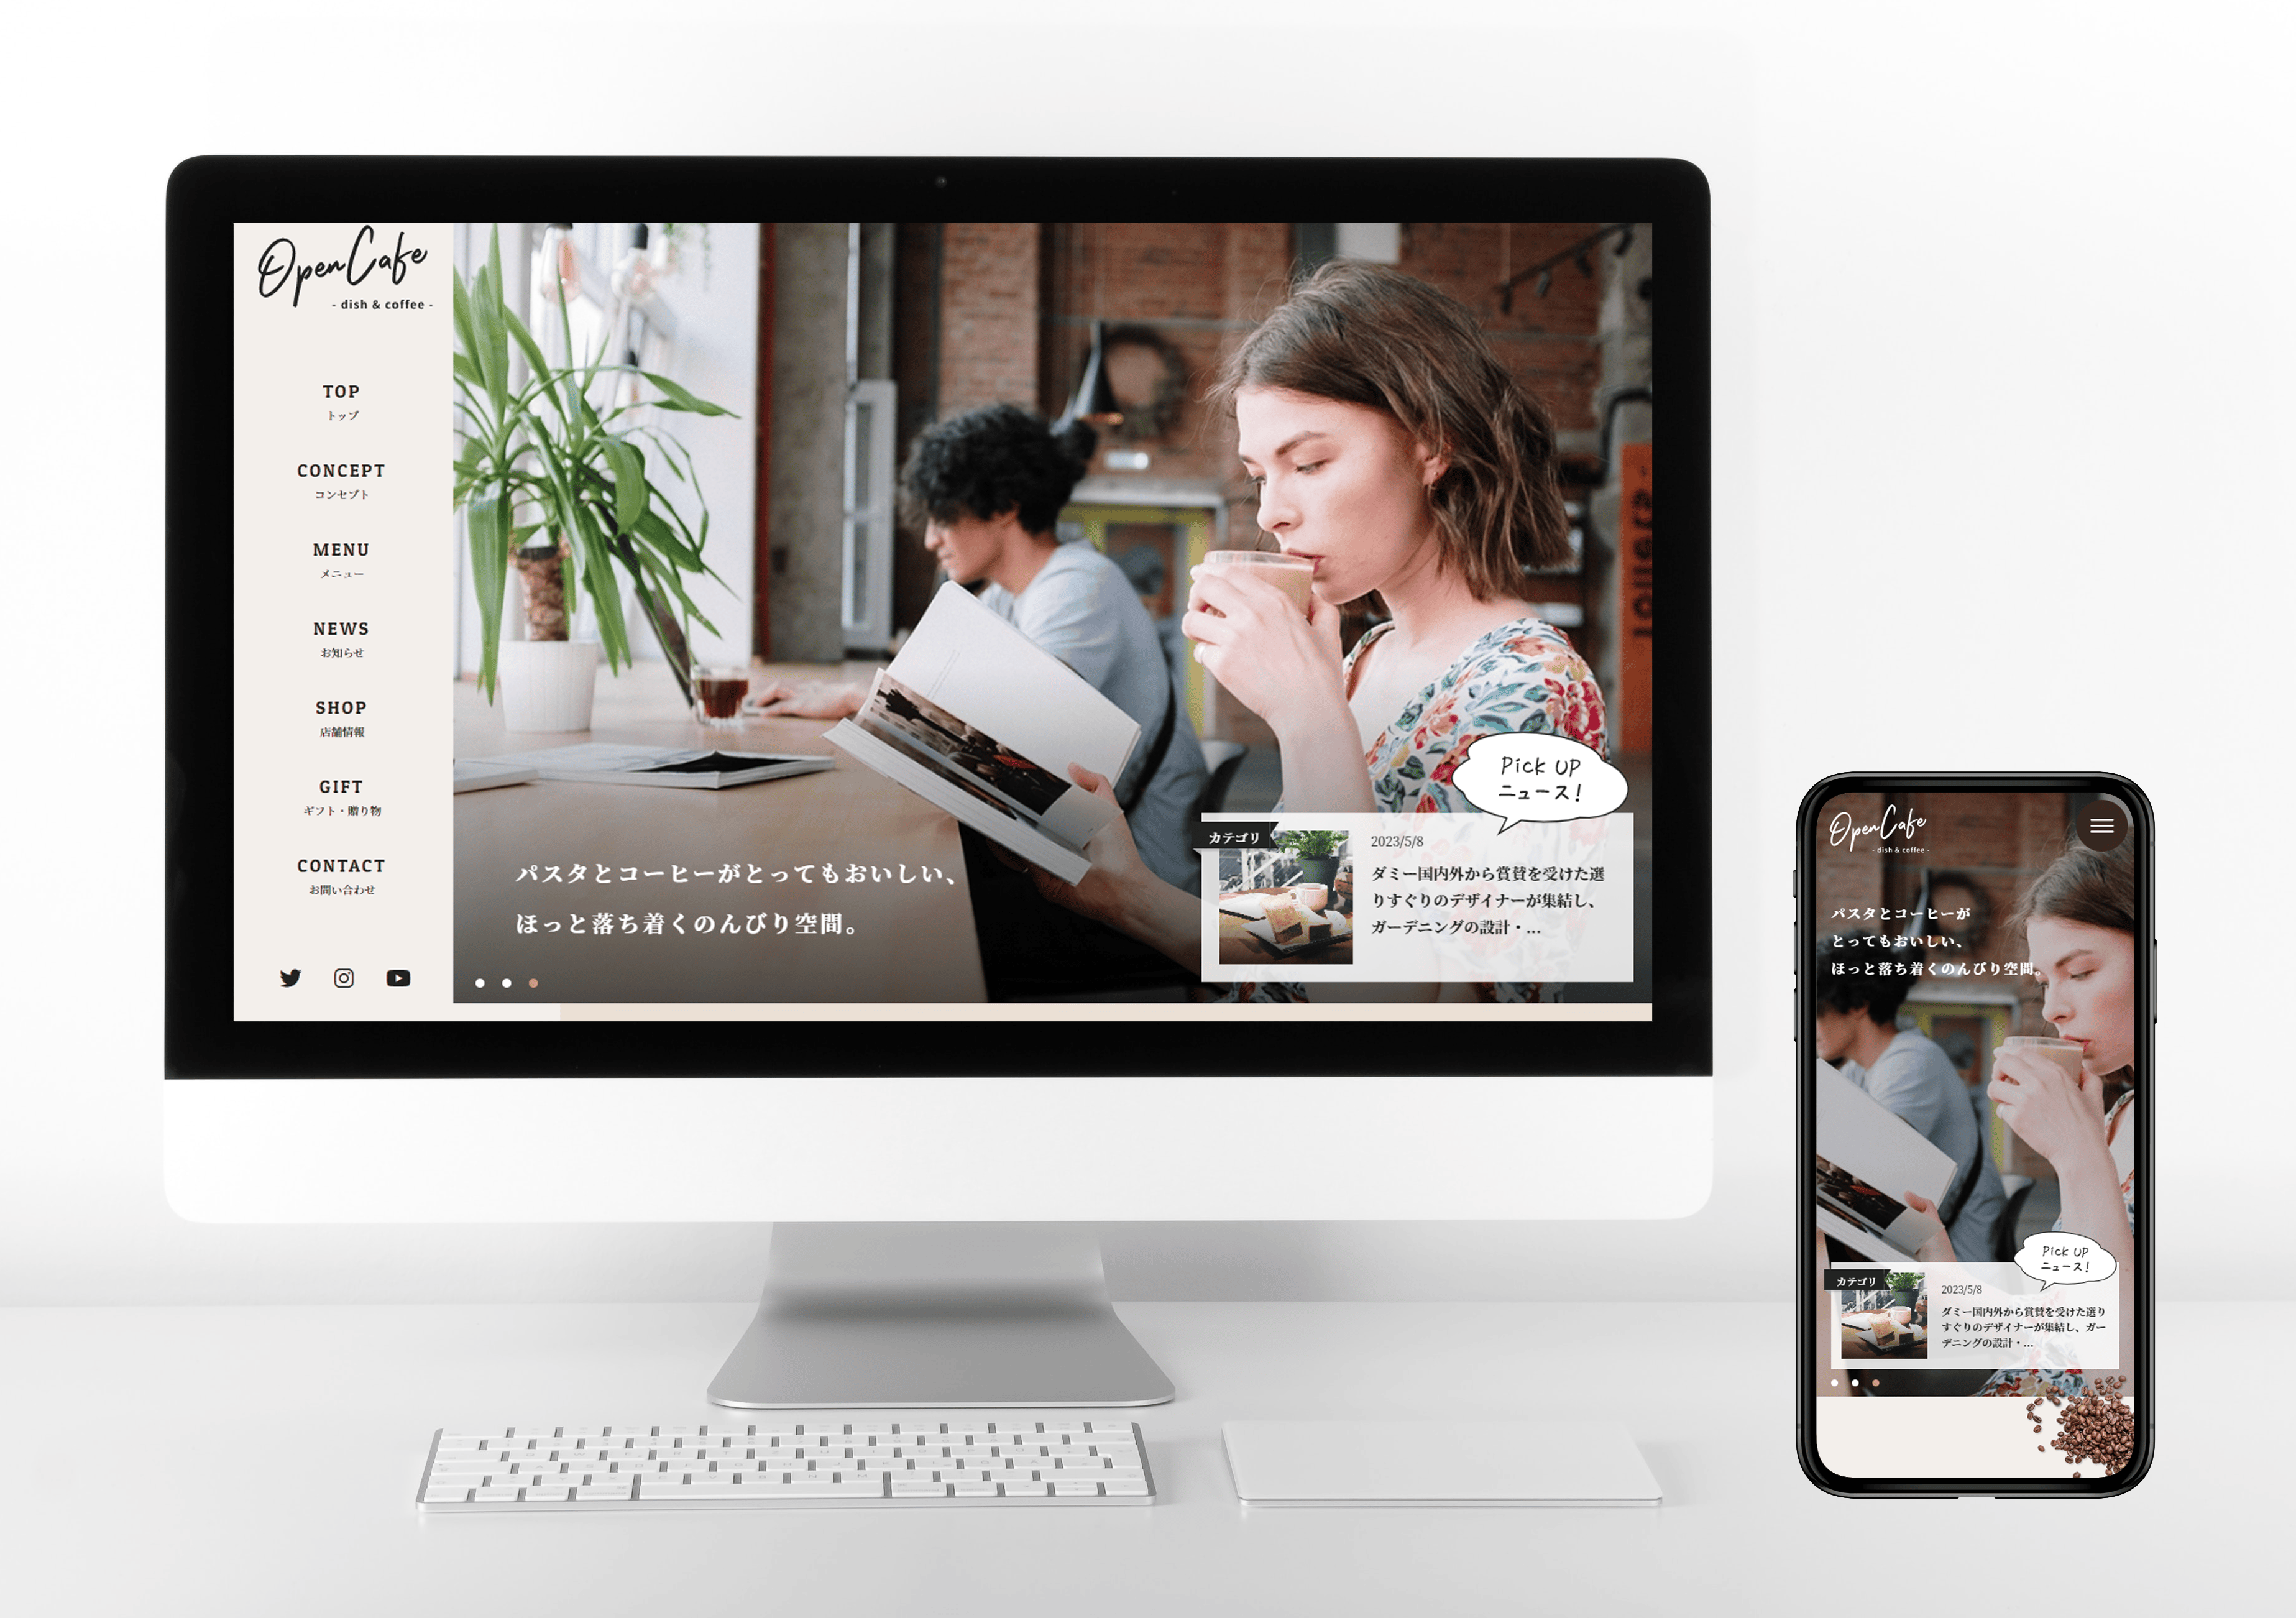 OpenCafe
- dish & coffee -
TOP
トップ
CONCEPT
コンセプト
MENU
メニュー
NEWS
お知らせ
SHOP
店舗情報
GIFT
ギフト・贈り物
CONTACT
お問い合わせ
パスタとコーヒーがとってもおいしい、
ほっと落ち着くのんびり空間。
Pick UP
ニュース!
カテゴリ
2023/5/8
ダミー国内外から賞賛を受けた選
りすぐりのデザイナーが集結し、
ガーデニングの設計・...
OpenCafe
- dish & coffee -
パスタとコーヒーが
とってもおいしい、
ほっと落ち着くのんびり空間。
Pick UP
ニュース!
カテゴリ
2023/5/8
ダミー国内外から賞賛を受けた選り
すぐりのデザイナーが集結し、ガー
デニングの設計・...